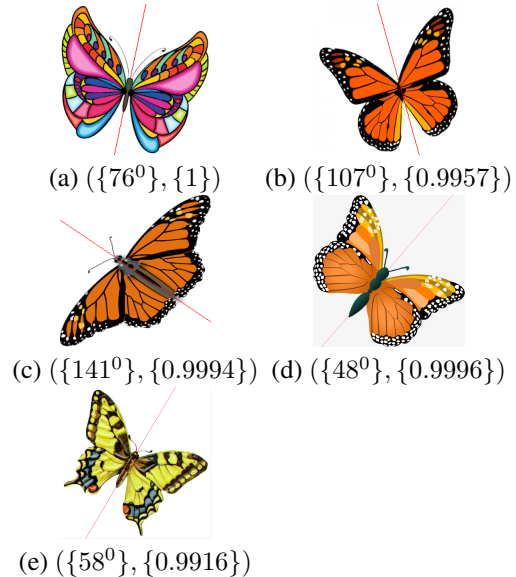 (a) ({76⁰}, {1})
(b) ({107⁰}, {0.9957})
(c) ({141⁰}, {0.9994})
(d) ({48⁰}, {0.9996})
(e) ({58⁰}, {0.9916})